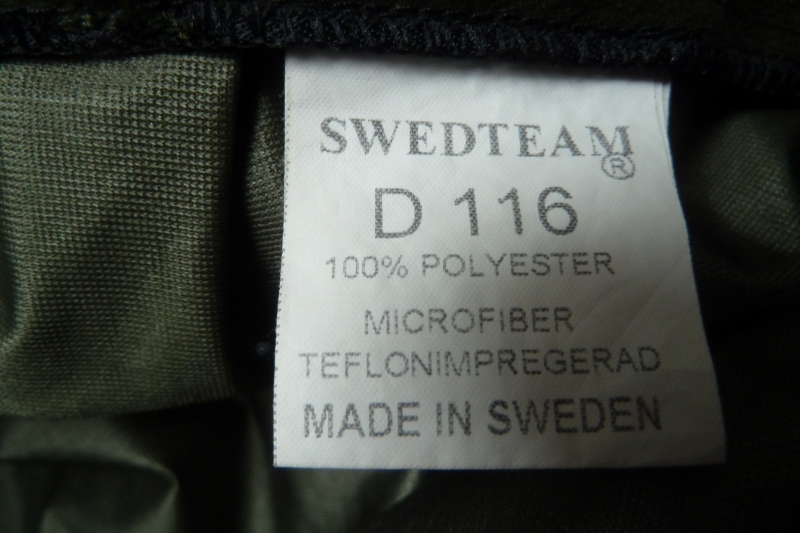 SWEDTEAM®
D 116
100% POLYESTER
MICROFIBER
TEFLONIMPREGERAD
MADE IN SWEDEN